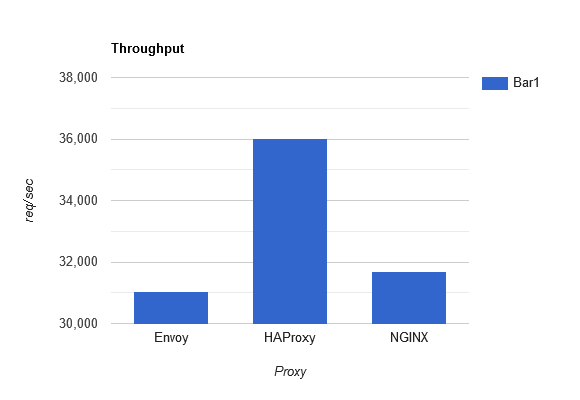 Throughput
38,000
36,000
34,000
32,000
30,000
req/sec
Envoy
HAProxy
NGINX
Proxy
Bar1